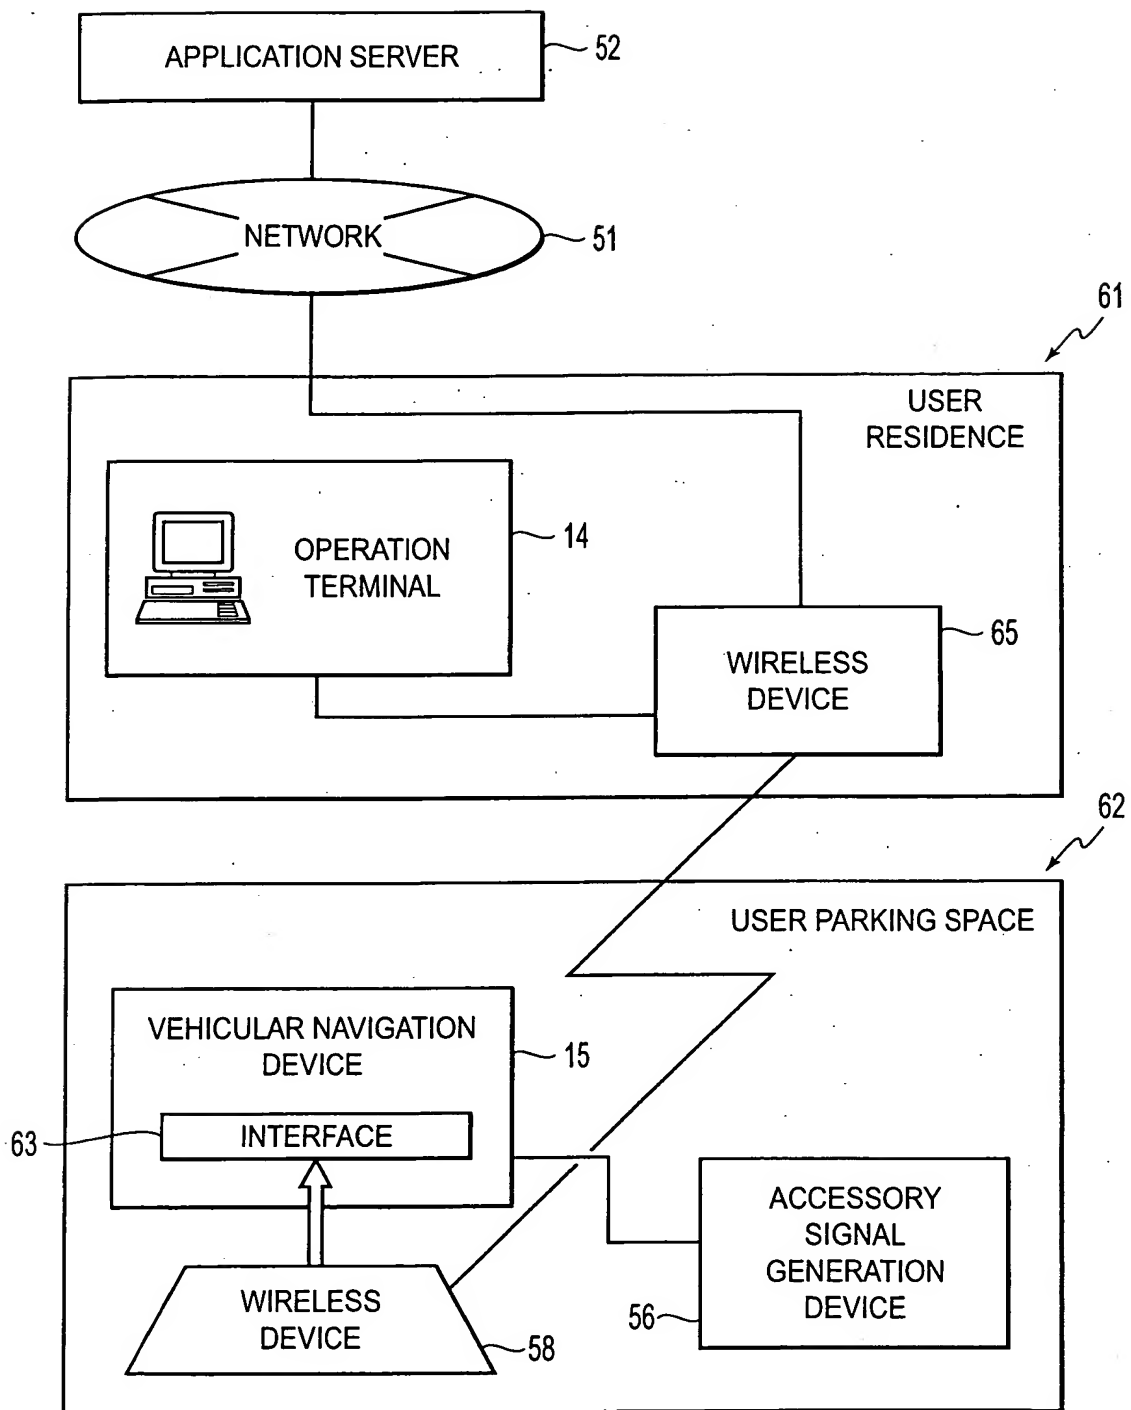 APPLICATION SERVER
52
NETWORK
51
61
USER
RESIDENCE
OPERATION
TERMINAL
14
WIRELESS
DEVICE
65
62
USER PARKING SPACE
VEHICULAR NAVIGATION
DEVICE
15
63
INTERFACE
ACCESSORY
SIGNAL
GENERATION
DEVICE
56
WIRELESS
DEVICE
58